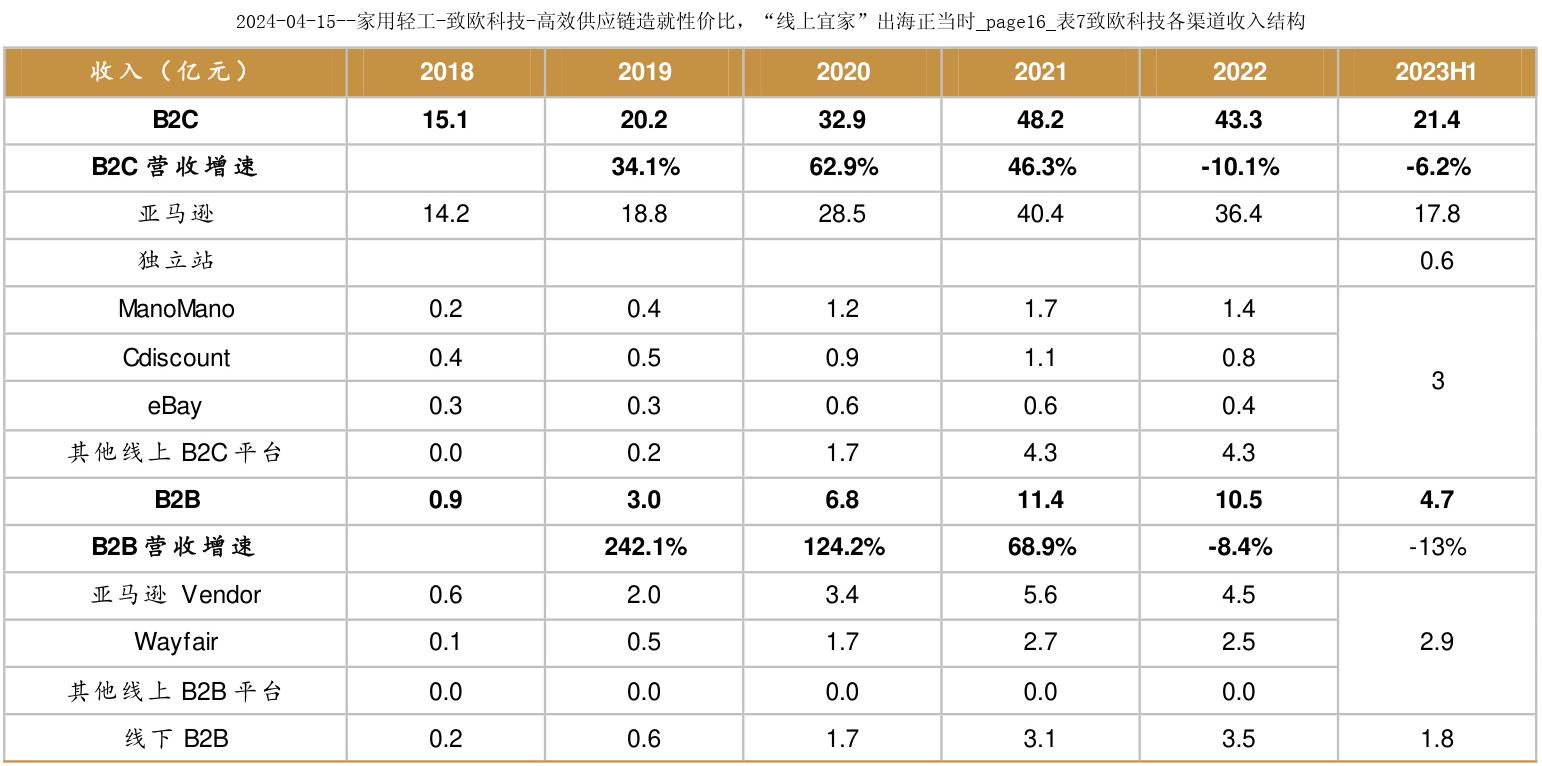 2024-04-15--家用轻工-致欧科技-高效供应链造就性价比，“线上宜家”出海正当时_page16_表7致欧科技各渠道收入结构
收入（亿元） 2018 2019 2020 2021 2022 2023H1
B2C 15.1 20.2 32.9 48.2 43.3 21.4
B2C 营收增速 34.1% 62.9% 46.3% -10.1% -6.2%
亚马逊 14.2 18.8 28.5 40.4 36.4 17.8
独立站 0.6
ManoMano 0.2 0.4 1.2 1.7 1.4
Cdiscount 0.4 0.5 0.9 1.1 0.8
3
eBay 0.3 0.3 0.6 0.6 0.4
其他线上 B2C 平台 0.0 0.2 1.7 4.3 4.3
B2B 0.9 3.0 6.8 11.4 10.5 4.7
B2B 营收增速 242.1% 124.2% 68.9% -8.4% -13%
亚马逊 Vendor 0.6 2.0 3.4 5.6 4.5
Wayfair 0.1 0.5 1.7 2.7 2.5 2.9
其他线上 B2B 平台 0.0 0.0 0.0 0.0 0.0
线下 B2B 0.2 0.6 1.7 3.1 3.5 1.8